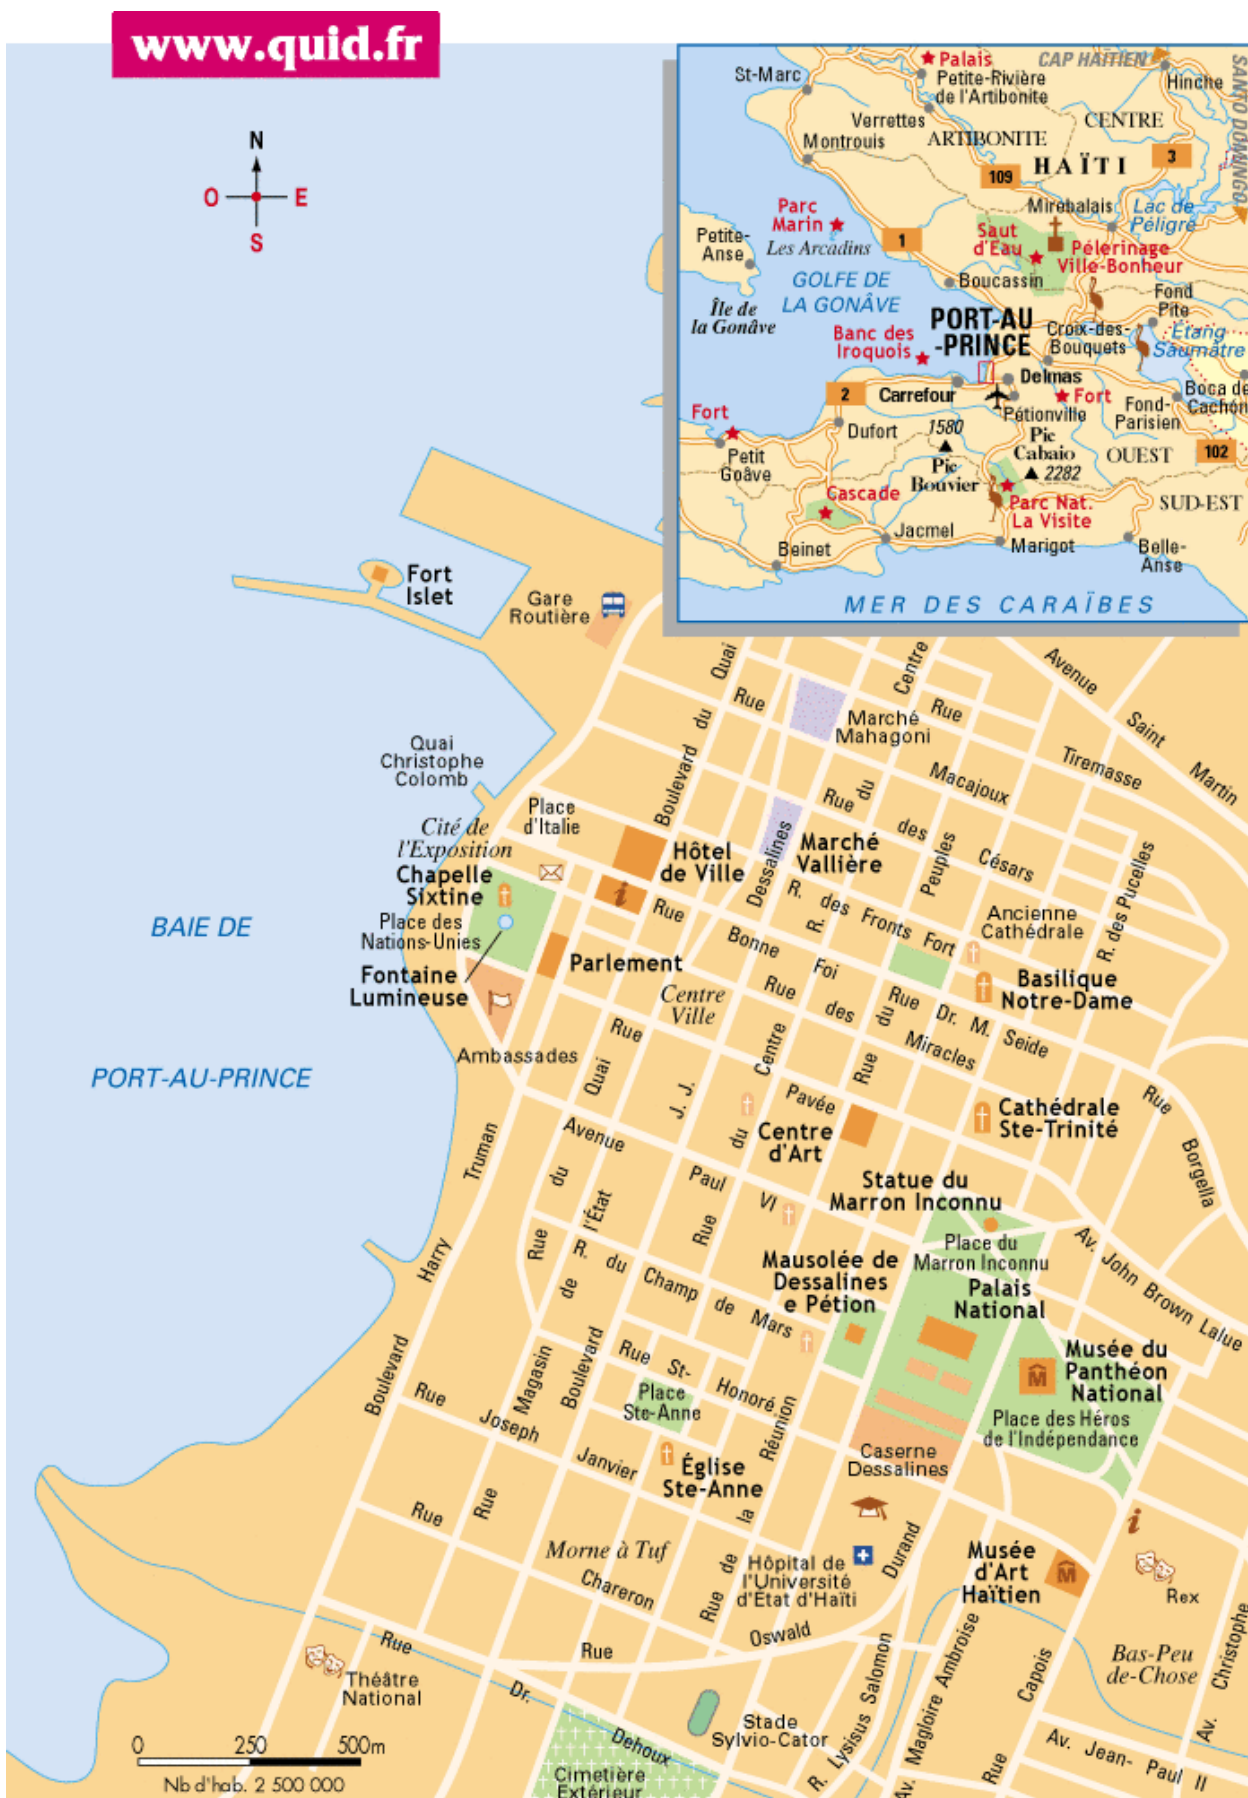 www.quid.fr
N
O
E
S
St-Marc
Palais
Petite-Rivière
de l'Artibonite
CAP HAÏTIEN
Hinche
SANTO DOMINGO
Verrettes
Montrouis
ARTIBONITE
CENTRE
HAÏTI
3
109
Mirebalais
Lac de
Péligre
Parc
Marin
Les Arcadins
Petite-
Anse
1
Saut
d'Eau
Pélerinage
Ville-Bonheur
GOLFE DE
LA GONÂVE
Boucassin
Île de
la Gonâve
PORT-AU
-PRINCE
Fond
Pite
Croix-des-
Bouquets
Etang
Saumâtre
Banc des
Iroquois
2
Carrefour
Delmas
Pétionville
Fort
Boca de
Cachón
Fond-
Parisien
Fort
Dufort
1580
Pic
Bouvier
Pic
Cabaio
2282
OUEST
102
Petit
Goâve
Cascade
Parc Nat.
La Visite
SUD-EST
Jacmel
Beinet
Marigot
Belle-
Anse
MER DES CARAÏBES
Fort
Islet
Gare
Routière
Quai
Christophe
Colomb
Boulevard du Quai
Rue Macajoux
Marché
Mahagoni
Rue du Centre
Rue Tiremasse
Avenue Saint Martin
Place
d'Italie
Cité de
l'Exposition
Rue des Césars
Hôtel
de Ville
Marché
Vallière
Dessalines
Peuples
R. des Pucelles
Chapelle
Sixtine
Place des
Nations-Unies
i
Rue Bonne Foi
R. des Fronts Fort
R.
Ancienne
Cathédrale
BAIE DE
PORT-AU-PRINCE
Fontaine
Lumineuse
Parlement
Centre
Ville
Rue des Miracles
Rue Dr. M. Seide
Basilique
Notre-Dame
Ambassades
Quai
Rue Pavée
J. J.
du Centre
Rue du
Rue Borgella
Centre
d'Art
Cathédrale
Ste-Trinité
Avenue Paul VI
Statue du
Marron Inconnu
Place du
Marron Inconnu
Boulevard Harry Truman
Rue du Magasin de l'État
R. du Champ de Mars
Rue
Av. John Brown Lalue
Mausolée de
Dessalines
e Pétion
Palais
National
Musée du
Panthéon
National
M
Place des Héros
de l'Indépendance
Boulevard
Rue St-Honoré
Place
Ste-Anne
Rue Joseph Janvier
Église
Ste-Anne
Rue de la Réunion
Caserne
Dessalines
Rue
Rue Chareron
Morne à Tuf
Hôpital de
l'Université
d'État d'Haïti
Rue Oswald Durand
Musée
d'Art
Haïtien
M
i
Rex
Bas-Peu
de-Chose
Av. Christophe
Rue Capois
Av. Magloire Ambroise
R. Lysisus Salomon
Av. Jean- Paul II
Théâtre
National
Rue Dr. Dehoux
Stade
Sylvio-Cator
Cimetière
Extérieur
0 250 500m
Nb d'hab. 2 500 000